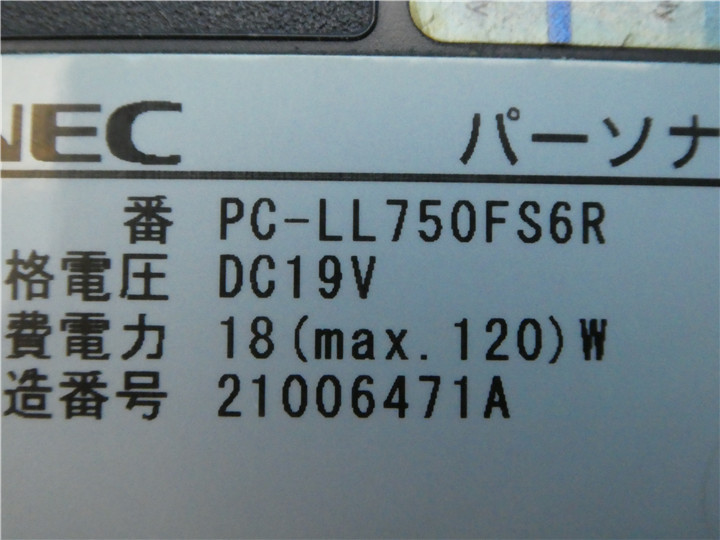 NEC パーソナ
番 PC-LL750FS6R
格電圧 DC19V
費電力 18(max.120)W
造番号 21006471A